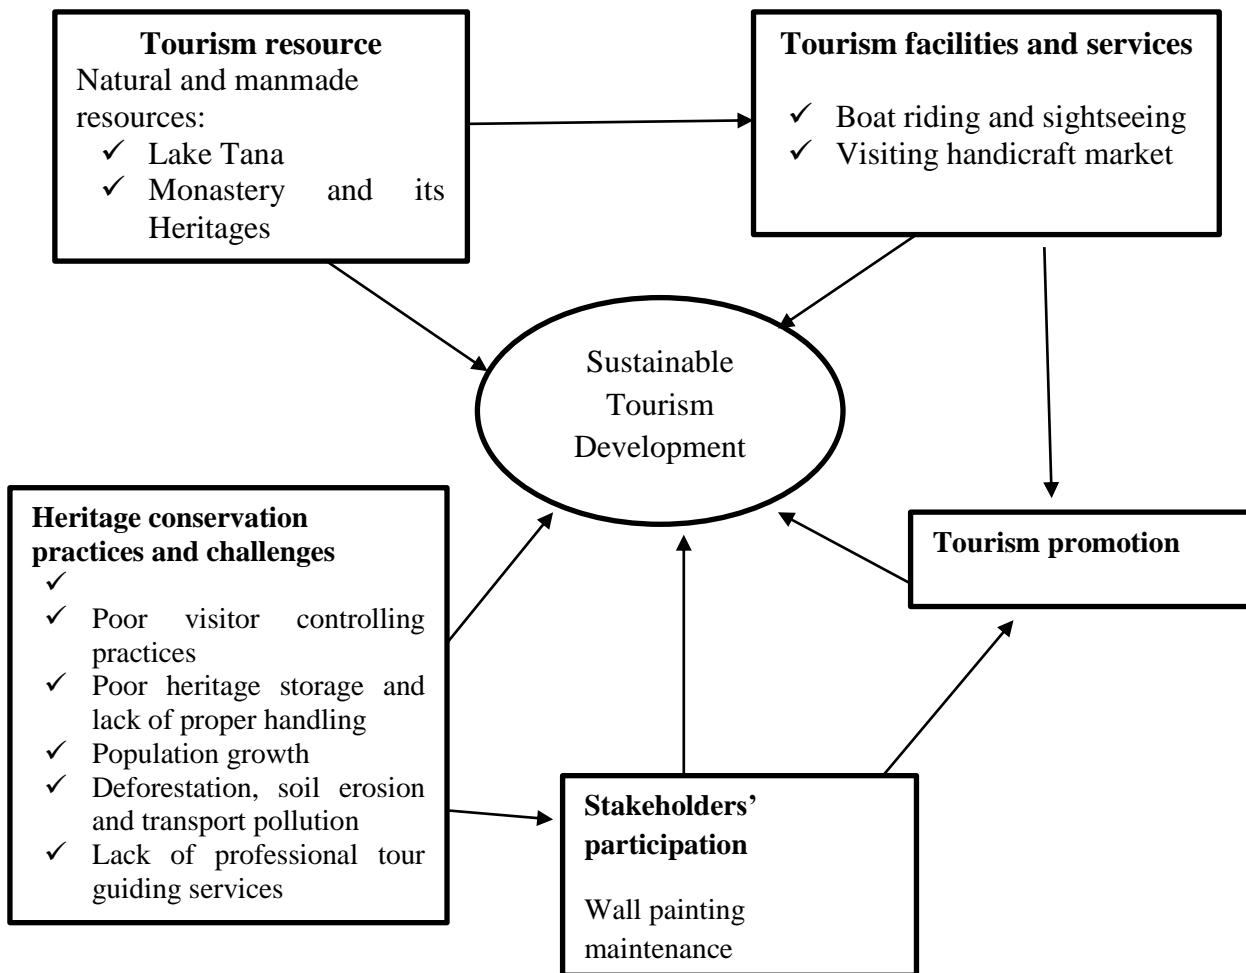 Tourism resource
Natural and manmade
resources:
✓ Lake Tana
✓ Monastery and its
Heritages
Tourism facilities and services
✓ Boat riding and sightseeing
✓ Visiting handicraft market
Sustainable
Tourism
Development
Heritage conservation
practices and challenges
✓
✓ Poor visitor controlling
practices
✓ Poor heritage storage and
lack of proper handling
✓ Population growth
✓ Deforestation, soil erosion
and transport pollution
✓ Lack of professional tour
guiding services
Tourism promotion
Stakeholders’
participation
Wall painting
maintenance